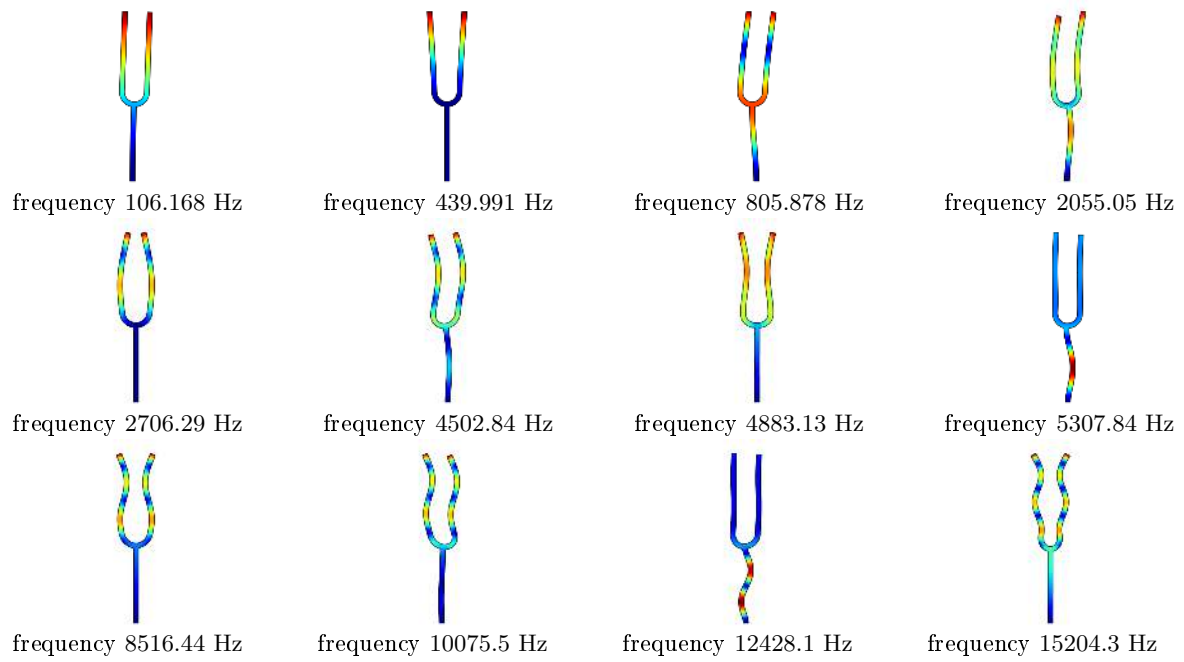 frequency 106.168 Hz
frequency 439.991 Hz
frequency 805.878 Hz
frequency 2055.05 Hz
frequency 2706.29 Hz
frequency 4502.84 Hz
frequency 4883.13 Hz
frequency 5307.84 Hz
frequency 8516.44 Hz
frequency 10075.5 Hz
frequency 12428.1 Hz
frequency 15204.3 Hz